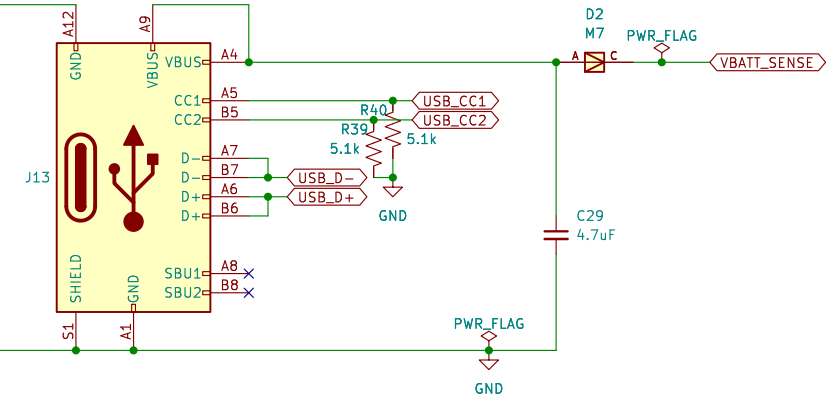 D2
M7
PWR_FLAG
A12
A9
GND
VBUS
VBUS
A4
A
C
VBATT_SENSE
CC1
A5
USB_CC1
R40
CC2
B5
USB_CC2
R39
5.1k
5.1k
D-
A7
J13
D-
B7
USB_D-
D+
A6
USB_D+
D+
B6
GND
C29
4.7uF
SBU1
A8
SBU2
B8
SHIELD
GND
S1
A1
PWR_FLAG
GND